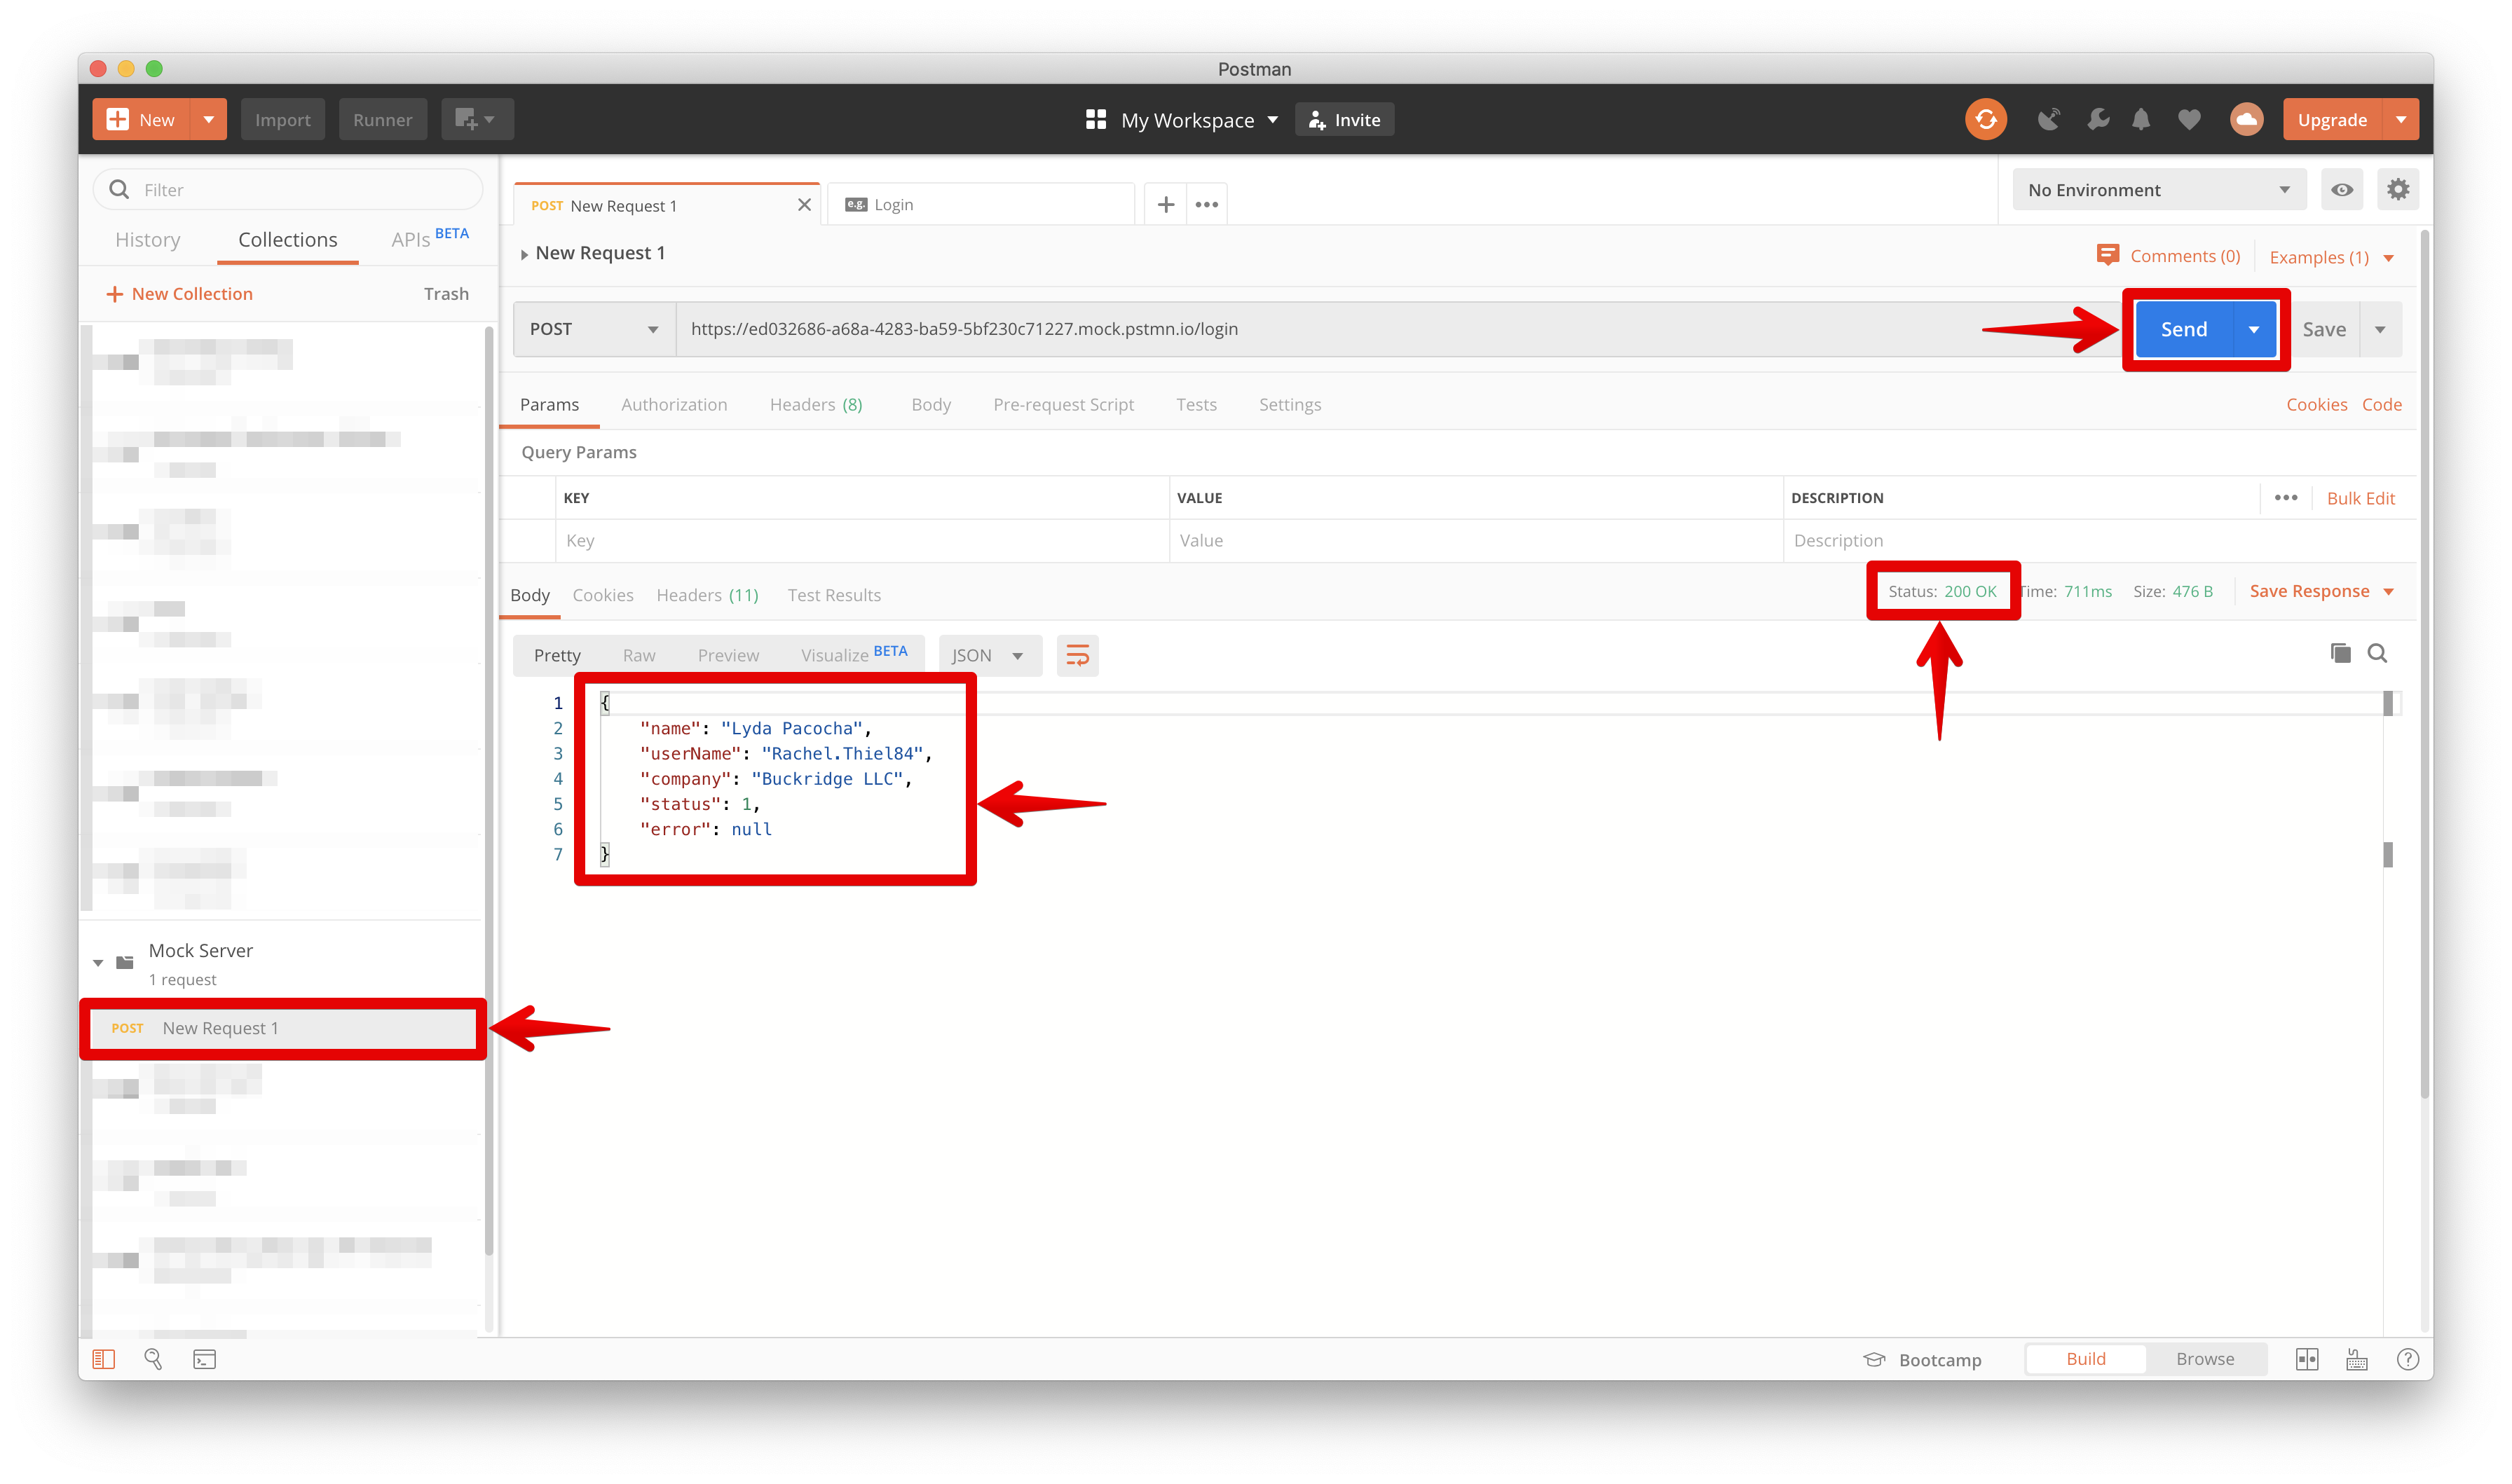 Postman
New
Import
Runner
My Workspace
Invite
Upgrade
Filter
History
Collections
APIs BETA
New Collection
Trash
POST New Request 1
e.g. Login
No Environment
New Request 1
Comments (0)
Examples (1)
POST
https://ed032686-a68a-4283-ba59-5bf230c71227.mock.pstmn.io/login
Send
Save
Params
Authorization
Headers (8)
Body
Pre-request Script
Tests
Settings
Cookies
Code
Query Params
KEY
VALUE
DESCRIPTION
Bulk Edit
Key
Value
Description
Body
Cookies
Headers (11)
Test Results
Status: 200 OK
Time: 711ms
Size: 476 B
Save Response
Pretty
Raw
Preview
Visualize BETA
JSON
1 {
2 "name": "Lyda Pacocha",
3 "userName": "Rachel.Thiel84",
4 "company": "Buckridge LLC",
5 "status": 1,
6 "error": null
7 }
Mock Server
1 request
POST New Request 1
Bootcamp
Build
Browse